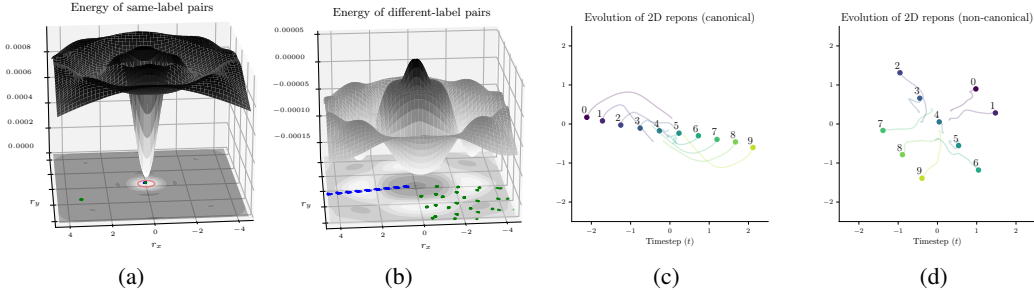 Energy of same-label pairs
0.0008
0.0006
0.0004
0.0002
0.0000
r_y
4
2
0
−2
−4
r_x
(a)
Energy of different-label pairs
0.00005
0.00000
−0.00005
−0.00010
−0.00015
r_y
4
2
0
−2
−4
r_x
(b)
Evolution of 2D repons (canonical)
2
1
0
−1
−2
0 1 2 3 4 5 6 7 8 9
−2 −1 0 1 2
Timestep (t)
(c)
Evolution of 2D repons (non-canonical)
2
1
0
−1
−2
2
0
3
1
4
7
5
8
6
9
−2 −1 0 1 2
Timestep (t)
(d)